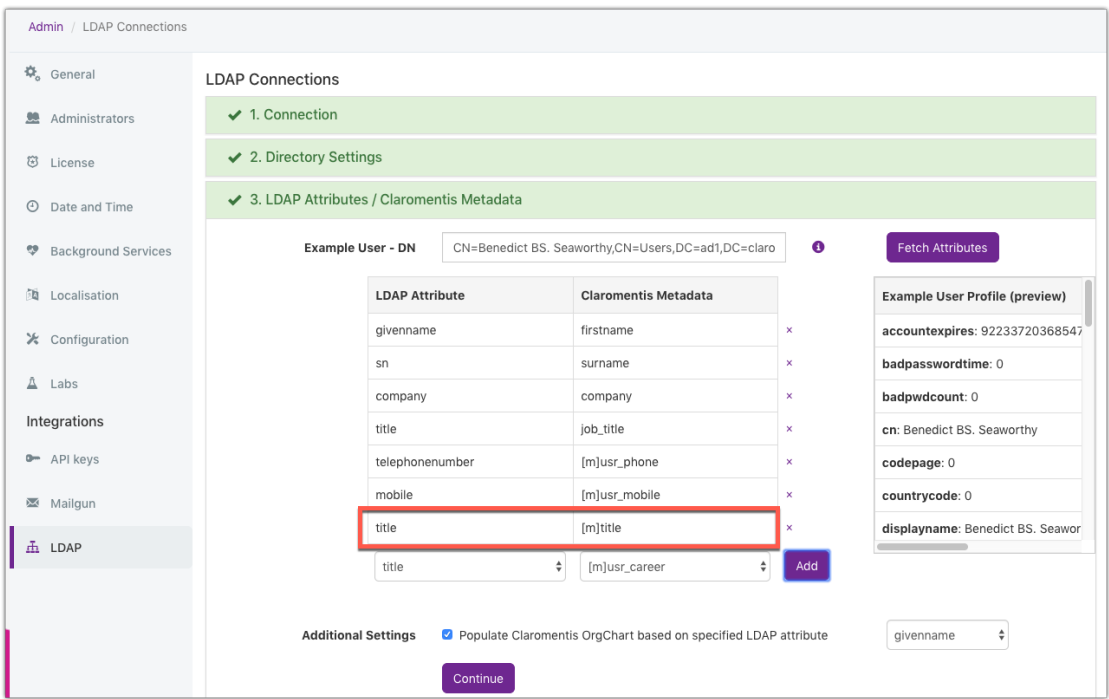 Admin / LDAP Connections
General
Administrators
License
Date and Time
Background Services
Localisation
Configuration
Labs
Integrations
API keys
Mailgun
LDAP
LDAP Connections
1. Connection
2. Directory Settings
3. LDAP Attributes / Claromentis Metadata
Example User - DN CN=Benedict BS. Seaworthy,CN=Users,DC=ad1,DC=claro Fetch Attributes
LDAP Attribute Claromentis Metadata
givenname firstname ×
sn surname ×
company company ×
title job_title ×
telephonenumber [m]usr_phone ×
mobile [m]usr_mobile ×
title [m]title ×
title [m]usr_career Add
Example User Profile (preview)
accountexpires: 92233720368547
badpasswordtime: 0
badpwdcount: 0
cn: Benedict BS. Seaworthy
codepage: 0
countrycode: 0
displayname: Benedict BS. Seawor
Additional Settings Populate Claromentis OrgChart based on specified LDAP attribute givenname
Continue